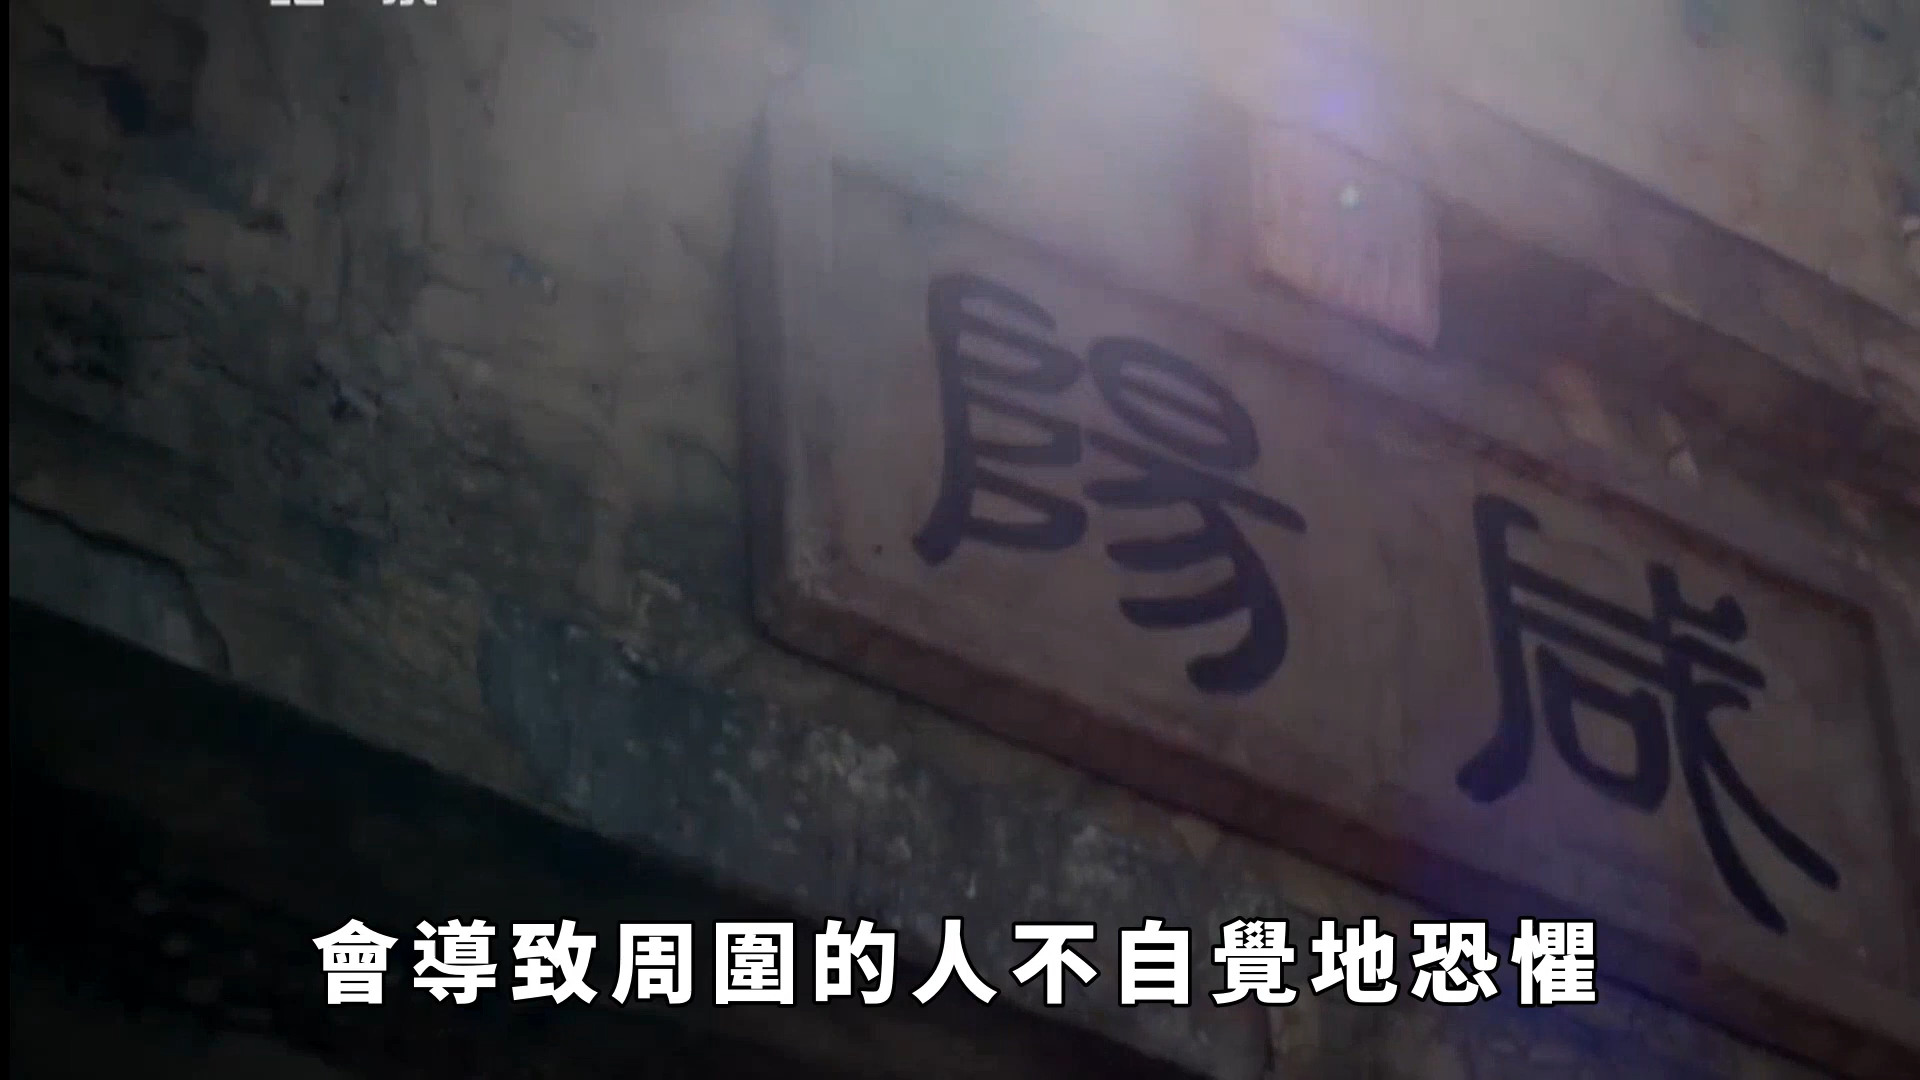 咸陽
會導致周圍的人不自覺地恐懼